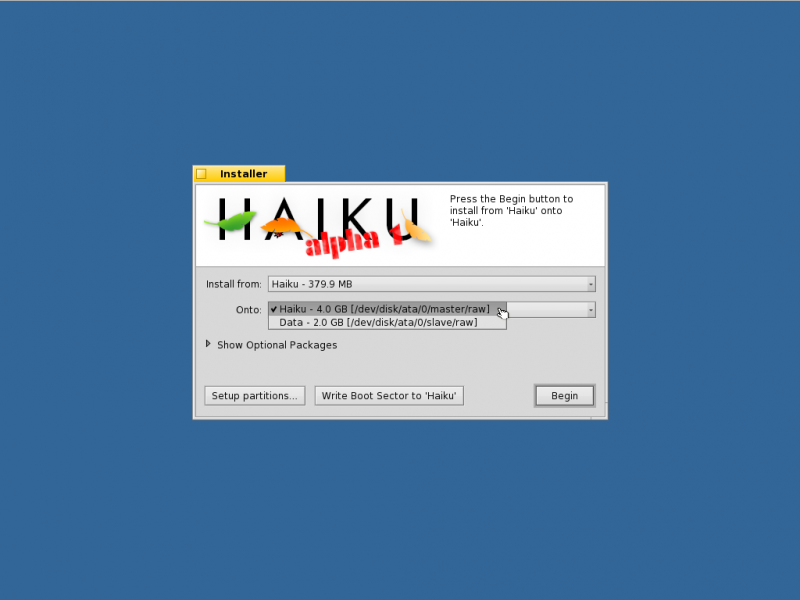 Installer
HAIKU
alpha 1
Press the Begin button to
install from 'Haiku' onto
'Haiku'.
Install from: Haiku - 379.9 MB
Onto: ✔ Haiku - 4.0 GB [/dev/disk/ata/0/master/raw]
Data - 2.0 GB [/dev/disk/ata/0/slave/raw]
Show Optional Packages
Setup partitions... Write Boot Sector to 'Haiku' Begin